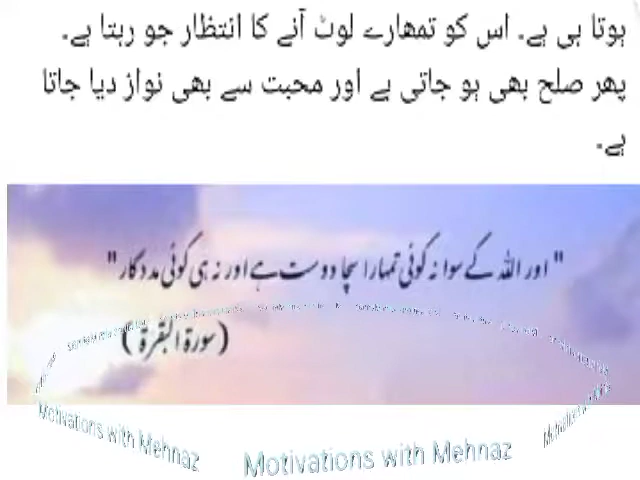 ہوتا ہی ہے۔ اس کو تمہارے لوٹ آنے کا انتظار جو رہتا ہے۔
پھر صلح بھی ہو جاتی ہے اور محبت سے بھی نواز دیا جاتا
ہے۔
"اور اللہ کے سوا نہ کوئی تمہارا سچا دوست ہے اور نہ ہی کوئی مددگار"
(سورۃ البقرۃ)
Motivations with Mehnaz
Motivations with Mehnaz